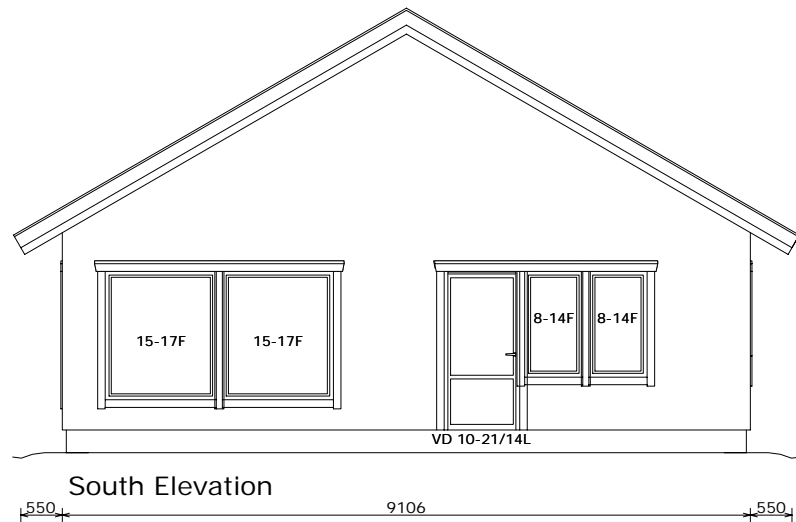 8-14F 8-14F
15-17F 15-17F
VD 10-21/14L
South Elevation
550 9106 550